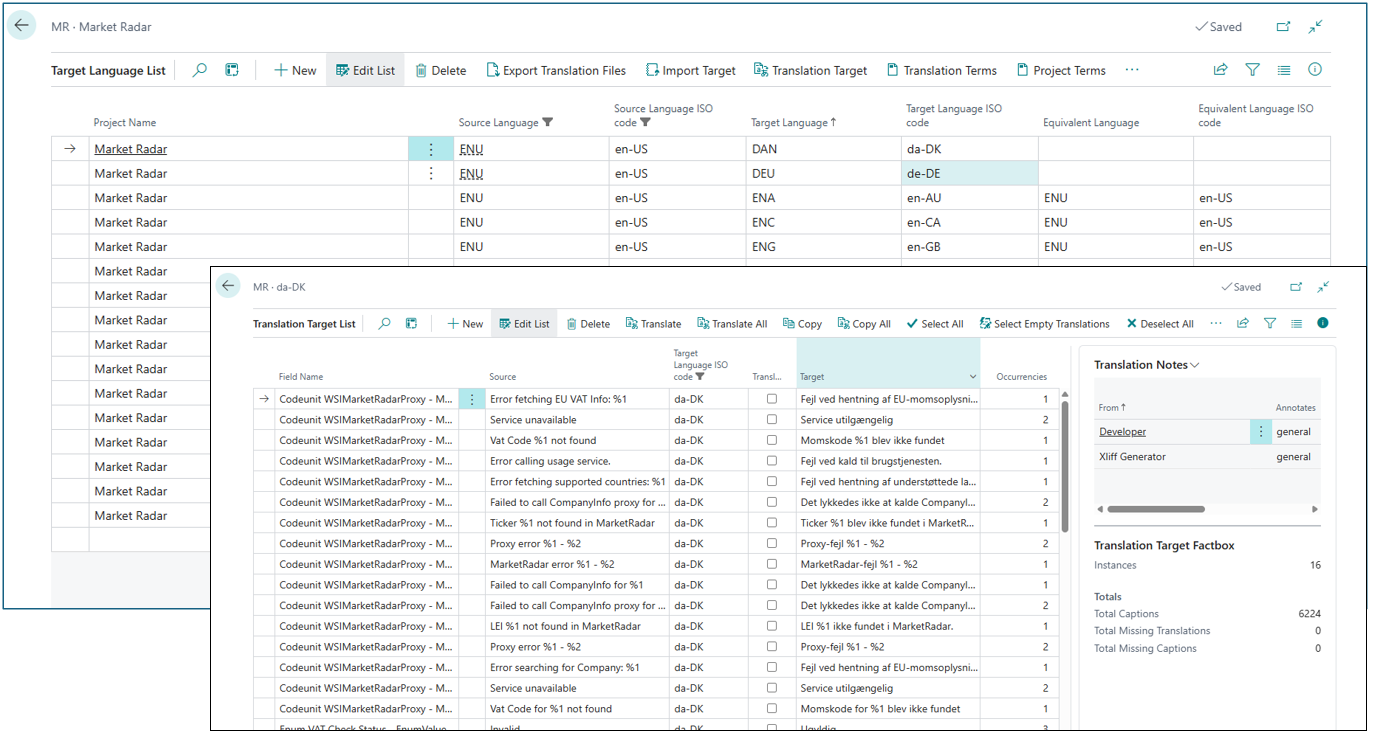 MR · Market Radar
Saved
Target Language List
New
Edit List
Delete
Export Translation Files
Import Target
Translation Target
Translation Terms
Project Terms
Project Name
Source Language
Source Language ISO code
Target Language
Target Language ISO code
Equivalent Language
Equivalent Language ISO code
Market Radar ENU en-US DAN da-DK
Market Radar ENU en-US DEU de-DE
Market Radar ENU en-US ENA en-AU ENU en-US
Market Radar ENU en-US ENC en-CA ENU en-US
Market Radar ENU en-US ENG en-GB ENU en-US
Market Radar
Market Radar
Market Radar
Market Radar
Market Radar
Market Radar
Market Radar
Market Radar
Market Radar
Market Radar
Market Radar
MR · da-DK
Saved
Translation Target List
New
Edit List
Delete
Translate
Translate All
Copy
Copy All
Select All
Select Empty Translations
Deselect All
Field Name
Source
Target Language ISO code
Transl...
Target
Occurrencies
Codeunit WSIMarketRadarProxy - M... Error fetching EU VAT Info: %1 da-DK Fejl ved hentning af EU-momsoplysni... 1
Codeunit WSIMarketRadarProxy - M... Service unavailable da-DK Service utilgængelig 2
Codeunit WSIMarketRadarProxy - M... Vat Code %1 not found da-DK Momskode %1 blev ikke fundet 1
Codeunit WSIMarketRadarProxy - M... Error calling usage service. da-DK Fejl ved kald til brugstjenesten. 1
Codeunit WSIMarketRadarProxy - M... Error fetching supported countries: %1 da-DK Fejl ved hentning af understøttede la... 1
Codeunit WSIMarketRadarProxy - M... Failed to call CompanyInfo proxy for ... da-DK Det lykkedes ikke at kalde CompanyI... 2
Codeunit WSIMarketRadarProxy - M... Ticker %1 not found in MarketRadar da-DK Ticker %1 blev ikke fundet i MarketR... 1
Codeunit WSIMarketRadarProxy - M... Proxy error %1 - %2 da-DK Proxy-fejl %1 - %2 2
Codeunit WSIMarketRadarProxy - M... MarketRadar error %1 - %2 da-DK MarketRadar-fejl %1 - %2 1
Codeunit WSIMarketRadarProxy - M... Failed to call CompanyInfo for %1 da-DK Det lykkedes ikke at kalde CompanyI... 1
Codeunit WSIMarketRadarProxy - M... Failed to call CompanyInfo proxy for ... da-DK Det lykkedes ikke at kalde CompanyI... 2
Codeunit WSIMarketRadarProxy - M... LEI %1 not found in MarketRadar da-DK LEI %1 ikke fundet i MarketRadar. 1
Codeunit WSIMarketRadarProxy - M... Proxy error %1 - %2 da-DK Proxy-fejl %1 - %2 2
Codeunit WSIMarketRadarProxy - M... Error searching for Company: %1 da-DK Fejl ved hentning af EU-momsoplysni... 1
Codeunit WSIMarketRadarProxy - M... Service unavailable da-DK Service utilgængelig 2
Codeunit WSIMarketRadarProxy - M... Vat Code for %1 not found da-DK Momskode for %1 blev ikke fundet 1
Enum VAT Check Status - EnumValue... Invalid da-DK Ugyldig 3
Translation Notes
From
Annotates
Developer general
Xliff Generator general
Translation Target Factbox
Instances 16
Totals
Total Captions 6224
Total Missing Translations 0
Total Missing Captions 0